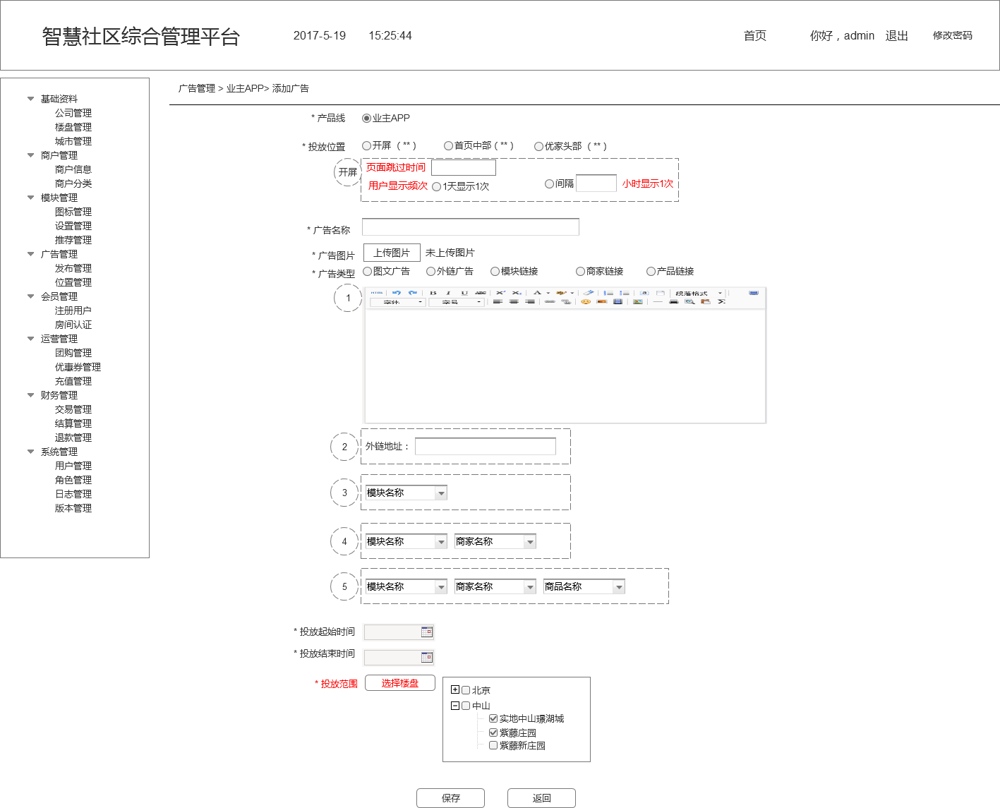 智慧社区综合管理平台 2017-5-19 15:25:44 首页 你好，admin 退出 修改密码
基础资料
公司管理
楼盘管理
城市管理
商户管理
商户信息
商户分类
模块管理
图标管理
设置管理
推荐管理
广告管理
发布管理
位置管理
会员管理
注册用户
房间认证
运营管理
团购管理
优惠券管理
充值管理
财务管理
交易管理
结算管理
退款管理
系统管理
用户管理
角色管理
日志管理
版本管理
广告管理 > 业主APP> 添加广告
* 产品线 业主APP
* 投放位置 开屏 （ ** ） 首页中部 ( ** ) 优家头部 （ ** ）
开屏 页面跳过时间
用户显示频次 1天显示1次 间隔 小时显示1次
* 广告名称
* 广告图片 上传图片 未上传图片
* 广告类型 图文广告 外链广告 模块链接 商家链接 产品链接
1
HTML B I U ABC X² X₂ A 段落格式
字体 字号 Σ
2 外链地址：
3 模块名称
4 模块名称 商家名称
5 模块名称 商家名称 商品名称
* 投放起始时间
* 投放结束时间
* 投放范围 选择楼盘
北京
中山
实地中山璟湖城
紫藤庄园
紫藤新庄园
保存 返回